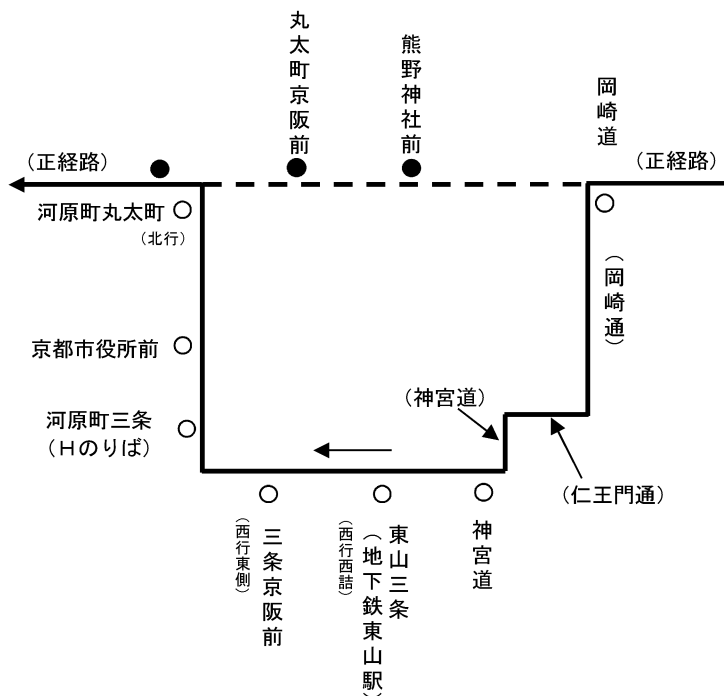 丸太町京阪前
熊野神社前
岡崎道
(正経路)
(正経路)
河原町丸太町
(北行)
(岡崎通)
京都市役所前
河原町三条
(Hのりば)
(神宮道)
(仁王門通)
神宮道
東山三条
(地下鉄東山駅)
(西行西詰)
三条京阪前
(西行東側)